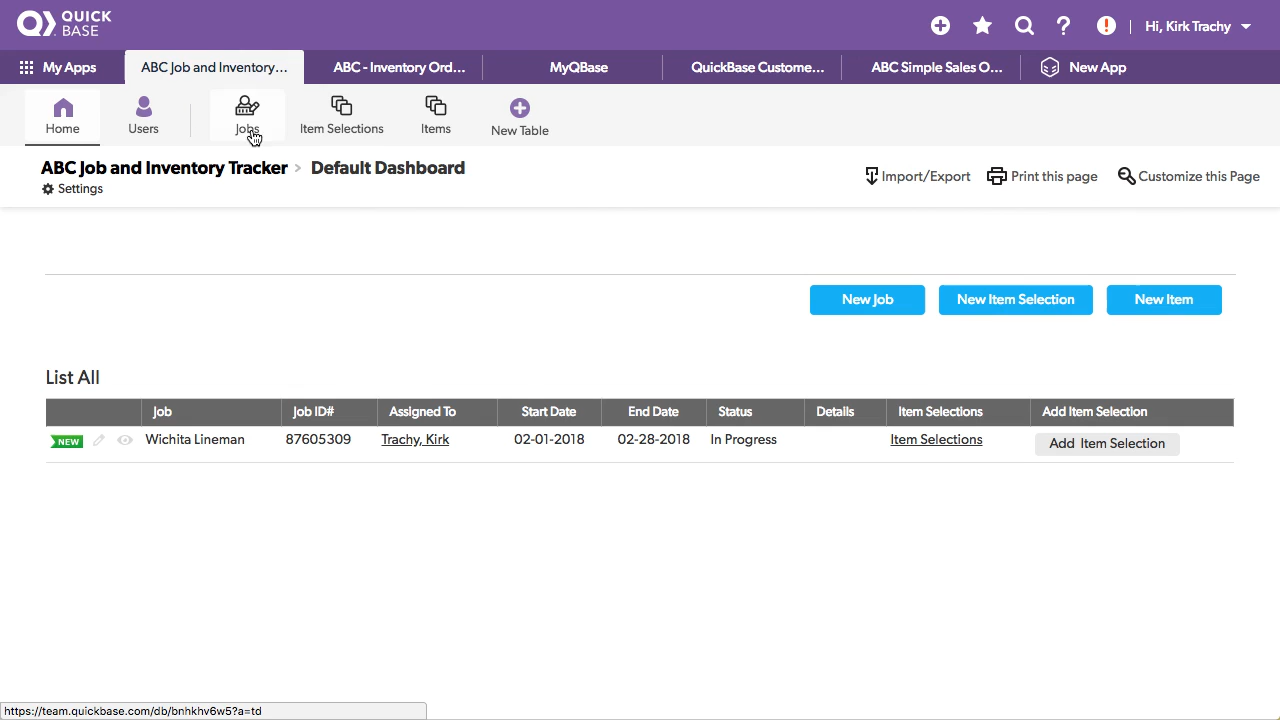 QUICK
BASE
Hi, Kirk Trachy
My Apps
ABC Job and Inventory...
ABC - Inventory Ord...
MyQBase
QuickBase Custome...
ABC Simple Sales O...
New App
Home
Users
Jobs
Item Selections
Items
New Table
ABC Job and Inventory Tracker > Default Dashboard
Import/Export
Print this page
Customize this Page
Settings
New Job
New Item Selection
New Item
List All
Job
Job ID#
Assigned To
Start Date
End Date
Status
Details
Item Selections
Add Item Selection
NEW
Wichita Lineman
87605309
Trachy, Kirk
02-01-2018
02-28-2018
In Progress
Item Selections
Add Item Selection
https://team.quickbase.com/db/bnhkhv6w5?a=td